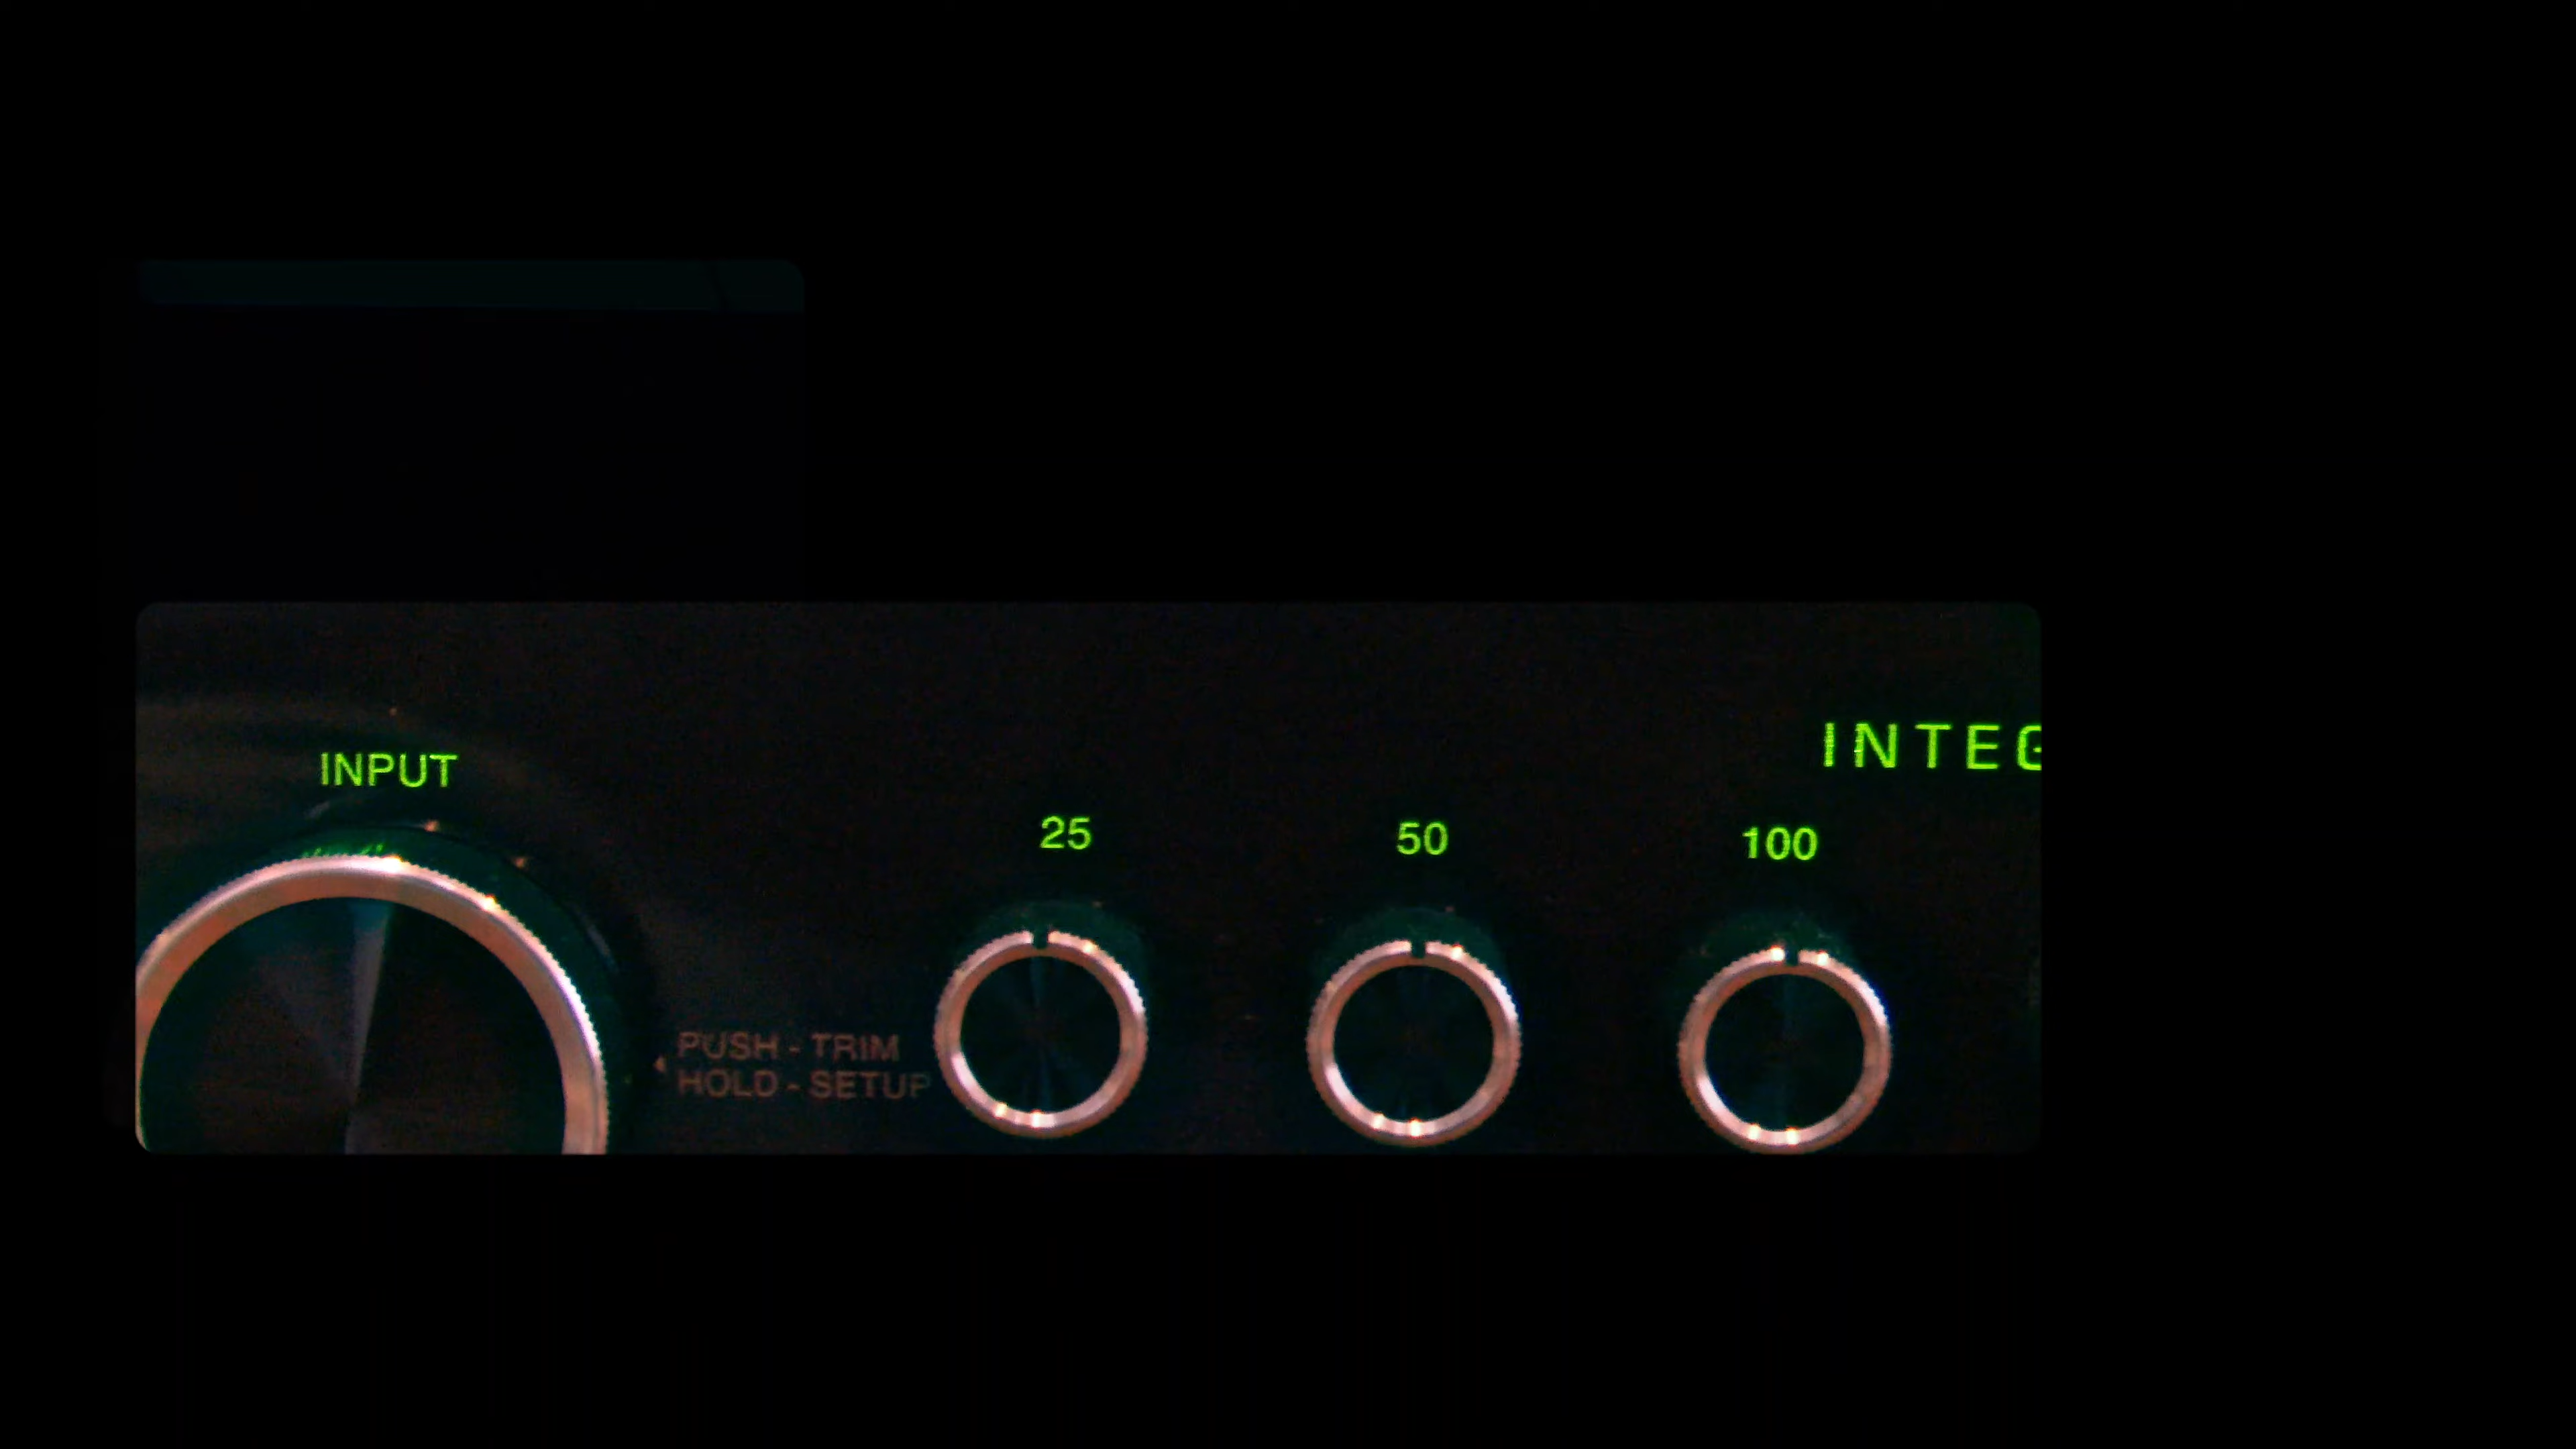 INTEG
INPUT
25
50
100
PUSH - TRIM
HOLD - SETUP